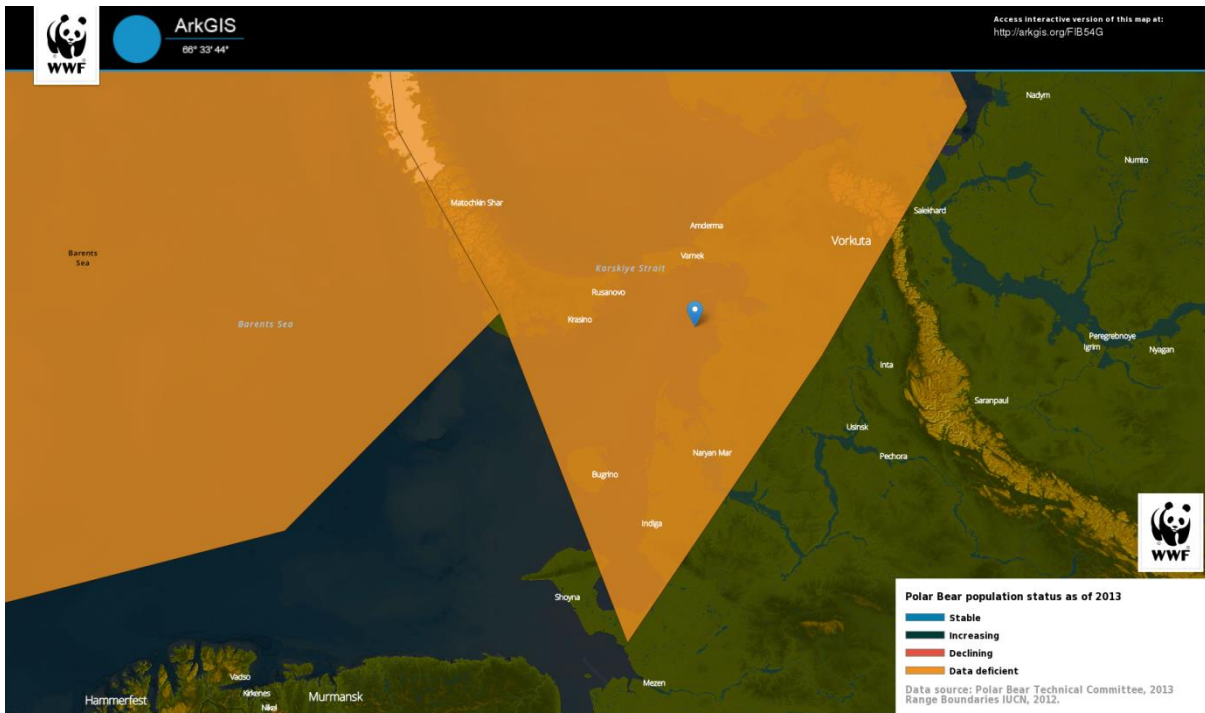 WWF
ArkGIS
66° 33' 44"
Access interactive version of this map at:
http://arkgis.org/FIB54G
Nadym
Numto
Matochkin Shar
Salekhard
Amderma
Vorkuta
Barents
Sea
Varnek
Karskiye Strait
Rusanovo
Krasino
Barents Sea
Peregrebnoye
Igrim
Nyagan
Inta
Saranpaul
Usinsk
Naryan Mar
Pechora
Bugrino
Indiga
WWF
Shoyna
Polar Bear population status as of 2013
Stable
Increasing
Declining
Data deficient
Data source: Polar Bear Technical Committee, 2013
Range Boundaries IUCN, 2012.
Vadso
Mezen
Kirkenes
Hammerfest
Murmansk
Nikel